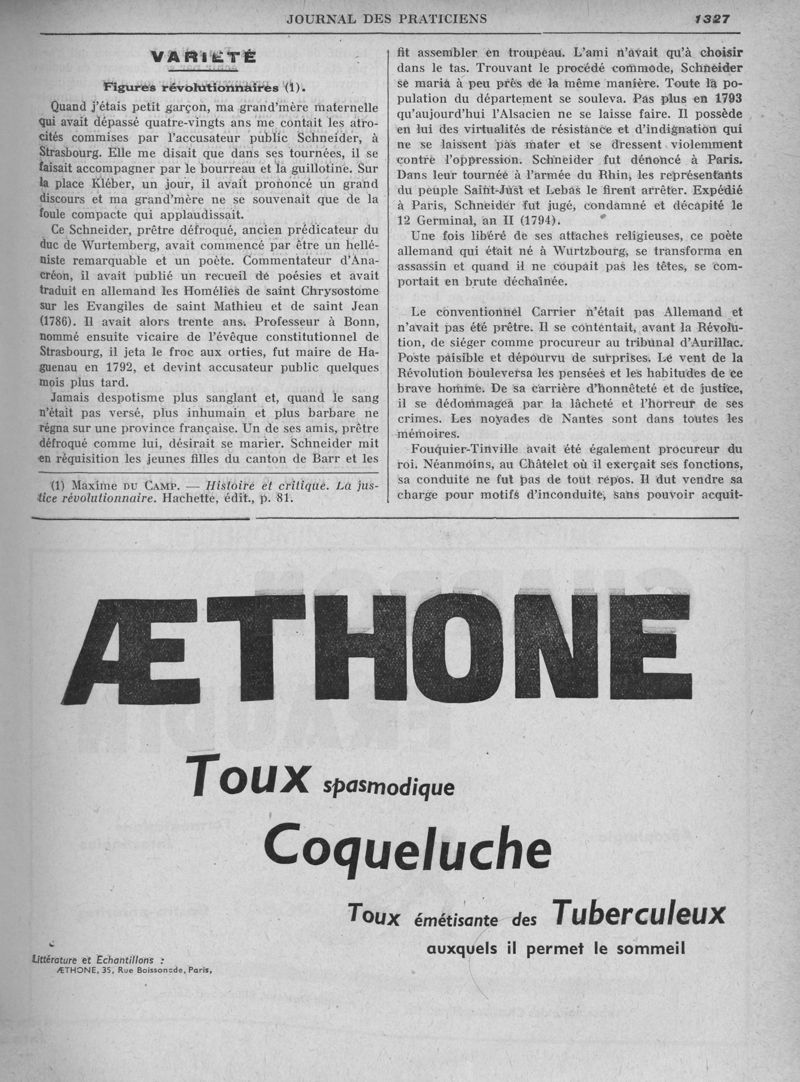 JOURNAL DES PRATICIENS
1327
VARIÉTÉ
Figures révolutionnaires (1).
Quand j'étais petit garçon, ma grand'mère maternelle
qui avait dépassé quatre-vingts ans me contait les atro-
cités commises par l'accusateur public Schneider, à
Strasbourg. Elle me disait que dans ses tournées, il se
faisait accompagner par le bourreau et la guillotine. Sur
la place Kléber, un jour, il avait prononcé un grand
discours et ma grand'mère ne se souvenait que de la
foule compacte qui applaudissait.
Ce Schneider, prêtre défroqué, ancien prédicateur du
duc de Wurtemberg, avait commencé par être un hellé-
niste remarquable et un poète. Commentateur d'Ana-
créon, il avait publié un recueil de poésies et avait
traduit en allemand les Homélies de saint Chrysostome
sur les Evangiles de saint Mathieu et de saint Jean
(1786). Il avait alors trente ans. Professeur à Bonn,
nommé ensuite vicaire de l'évêque constitutionnel de
Strasbourg, il jeta le froc aux orties, fut maire de Ha-
guenau en 1792, et devint accusateur public quelques
mois plus tard.
Jamais despotisme plus sanglant et, quand le sang
n'était pas versé, plus inhumain et plus barbare ne
régna sur une province française. Un de ses amis, prêtre
défroqué comme lui, désirait se marier. Schneider mit
en réquisition les jeunes filles du canton de Barr et les
(1) Maxime DU CAMP. — Histoire et critique. La jus-
tice révolutionnaire. Hachette, édit., p. 81.
fit assembler en troupeau. L'ami n'avait qu'à choisir
dans le tas. Trouvant le procédé commode, Schneider
se maria à peu près de la même manière. Toute la po-
pulation du département se souleva. Pas plus en 1793
qu'aujourd'hui l'Alsacien ne se laisse faire. Il possède
en lui des virtualités de résistance et d'indignation qui
ne se laissent pas mater et se dressent violemment
contre l'oppression. Schneider fut dénoncé à Paris.
Dans leur tournée à l'armée du Rhin, les représentants
du peuple Saint-Just et Lebas le firent arrêter. Expédié
à Paris, Schneider fut jugé, condamné et décapité le
12 Germinal, an II (1794).
Une fois libéré de ses attaches religieuses, ce poète
allemand qui était né à Wurtzbourg, se transforma en
assassin et quand il ne coupait pas les têtes, se com-
portait en brute déchaînée.
Le conventionnel Carrier n'était pas Allemand et
n'avait pas été prêtre. Il se contentait, avant la Révolu-
tion, de siéger comme procureur au tribunal d'Aurillac.
Poste paisible et dépourvu de surprises. Le vent de la
Révolution bouleversa les pensées et les habitudes de ce
brave homme. De sa carrière d'honnêteté et de justice,
il se dédommagea par la lâcheté et l'horreur de ses
crimes. Les noyades de Nantes sont dans toutes les
mémoires.
Fouquier-Tinville avait été également procureur du
roi. Néanmoins, au Châtelet où il exerçait ses fonctions,
sa conduite ne fut pas de tout repos. Il dut vendre sa
charge pour motifs d'inconduite, sans pouvoir acquit-
ÆTHONE
Toux spasmodique
Coqueluche
Toux émétisante des Tuberculeux
auxquels il permet le sommeil
Littérature et Echantillons :
ÆTHONE, 35, Rue Boissonade, Paris,